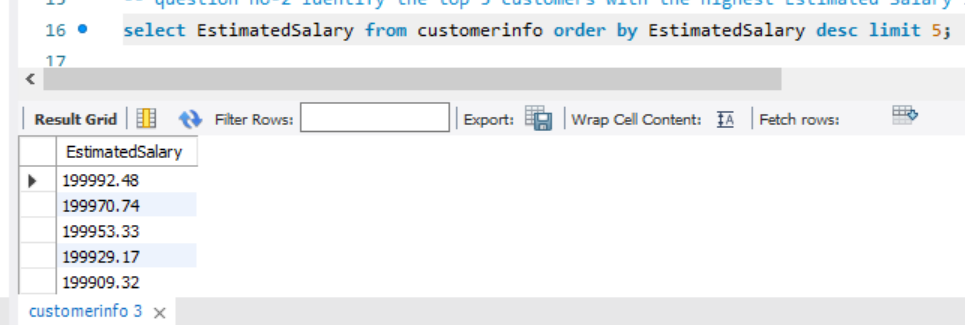 15 -- question no-2 Identify the top 5 customers with the highest Estimated Salary
16 select EstimatedSalary from customerinfo order by EstimatedSalary desc limit 5;
17
Result Grid Filter Rows: Export: Wrap Cell Content: IA Fetch rows:
EstimatedSalary
199992.48
199970.74
199953.33
199929.17
199909.32
customerinfo 3 ×